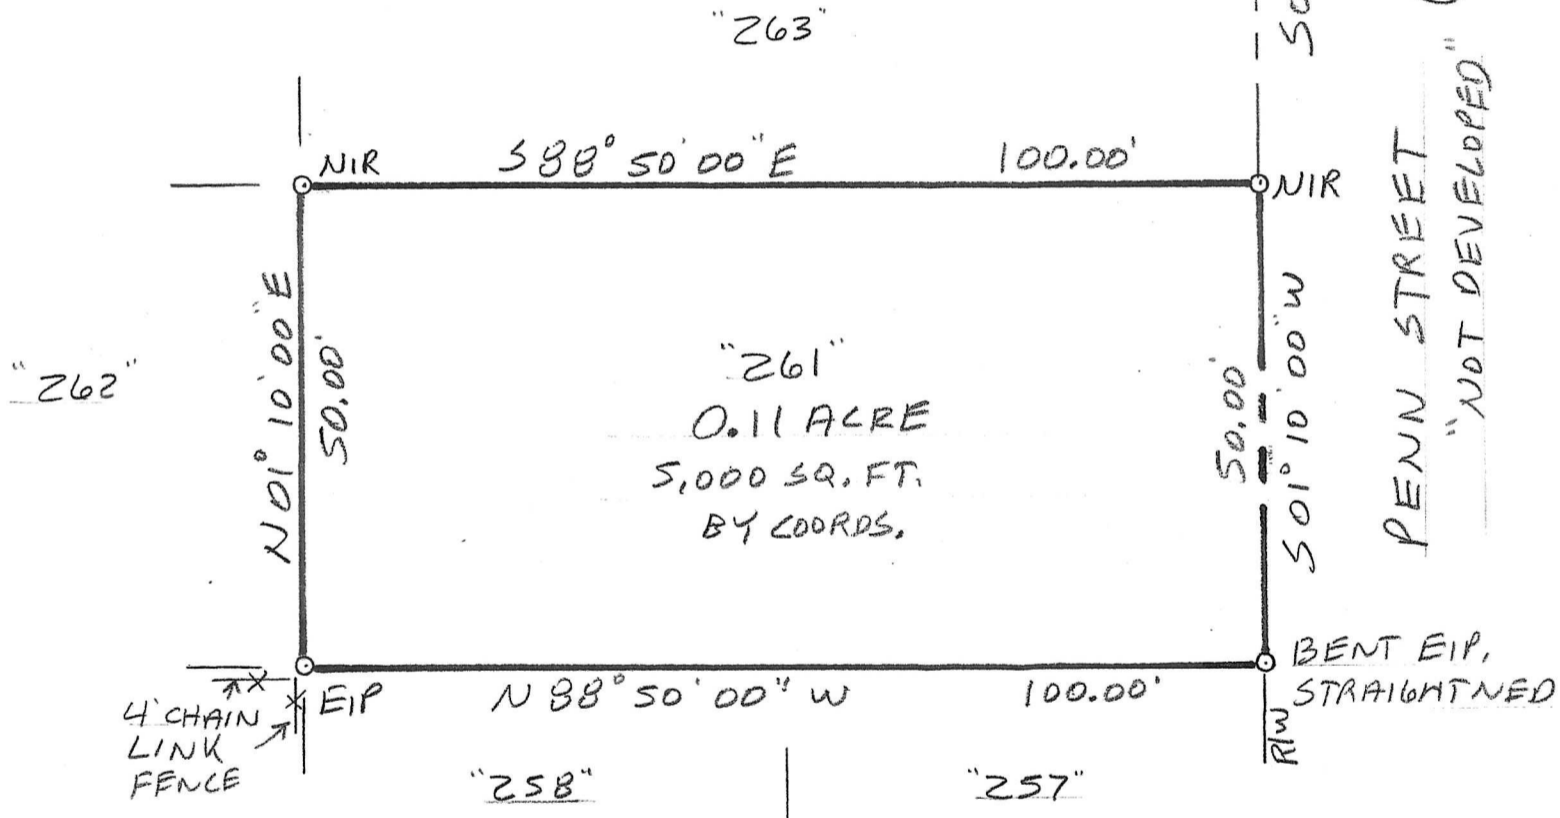 "263"
NIR S 88° 50' 00" E 100.00' NIR
N 01° 10' 00" E
50.00'
"262"
"261"
0.11 ACRE
5,000 SQ. FT.
BY COORDS.
50.00'
S 01° 10' 00" W
PENN STREET
"NOT DEVELOPED"
EIP N 88° 50' 00" W 100.00'
BENT EIP,
STRAIGHTNED
4' CHAIN
LINK
FENCE
R/W
"258" "257"